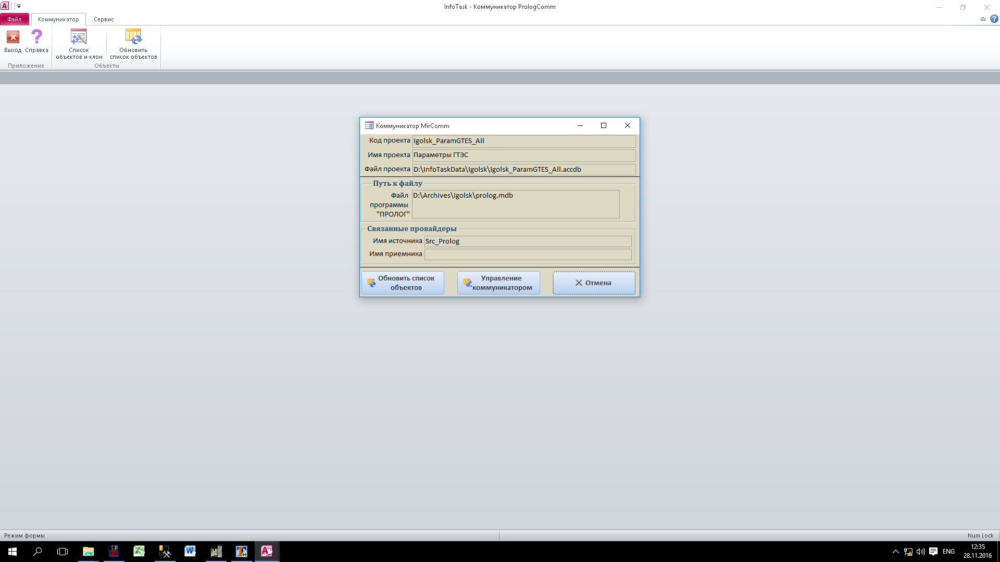 InfoTask - Коммуникатор PrologComm
Файл
Коммуникатор
Сервис
Выход
Справка
Список
объектов и клон
Обновить
список объектов
Приложение
Объекты
Коммуникатор MirComm
Код проекта
Igolsk_ParamGTES_All
Имя проекта
Параметры ГТЭС
Файл проекта
D:\InfoTaskData\Igolsk\Igolsk_ParamGTES_All.accdb
Путь к файлу
Файл
программы
"ПРОЛОГ"
D:\Archives\Igolsk\prolog.mdb
Связанные провайдеры
Имя источника
Src_Prolog
Имя приемника
Обновить список
объектов
Управление
коммуникатором
Отмена
Режим формы
Num Lock
ENG
12:35
28.11.2016